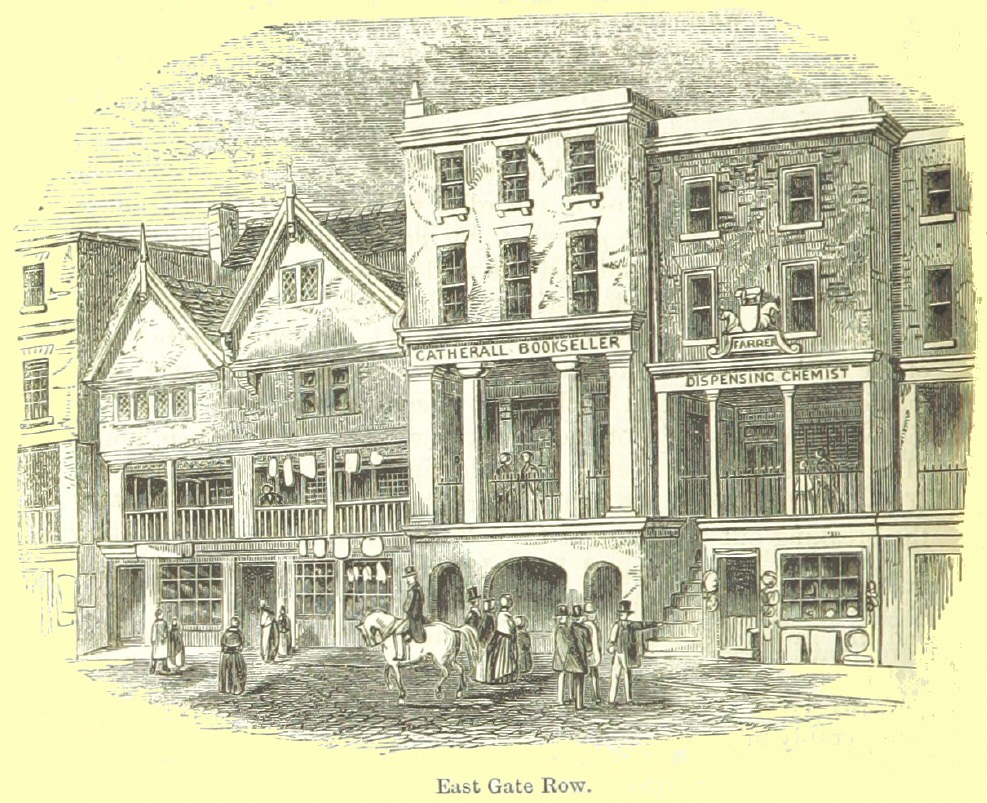 CATHERALL BOOKSELLER
FARRER
DISPENSING CHEMIST
East Gate Row.